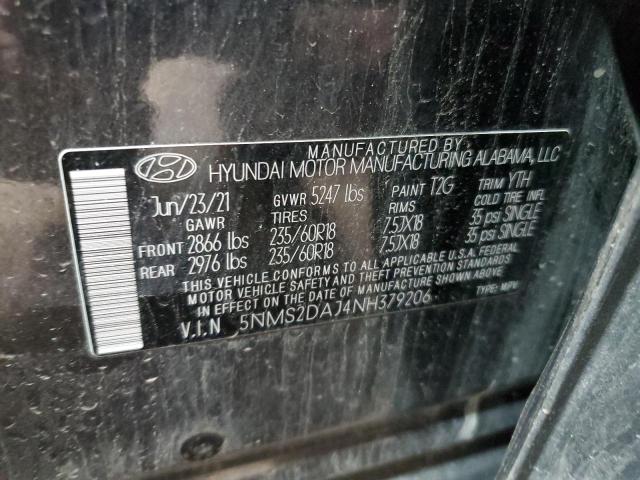 MANUFACTURED BY
HYUNDAI MOTOR MANUFACTURING ALABAMA, LLC
Jun/23/21 GVWR 5247 lbs PAINT T2G TRIM YTH
GAWR TIRES RIMS COLD TIRE INFL
FRONT 2866 lbs 235/60R18 7.5JX18 35 psi SINGLE
REAR 2976 lbs 235/60R18 7.5JX18 35 psi SINGLE
THIS VEHICLE CONFORMS TO ALL APPLICABLE U.S.A. FEDERAL
MOTOR VEHICLE SAFETY AND THEFT PREVENTION STANDARDS
IN EFFECT ON THE DATE OF MANUFACTURE SHOWN ABOVE.
V.I.N 5NMS2DAJ4NH379206 TYPE: MPV